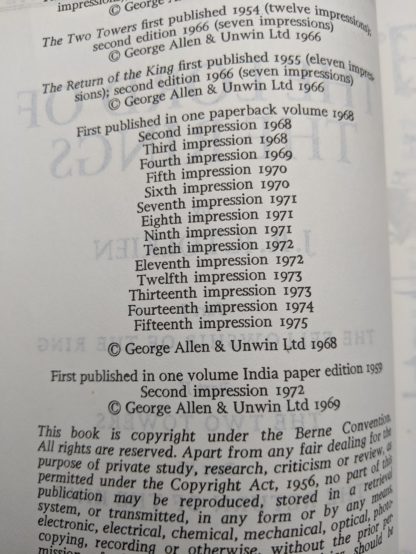 impression
© George Allen
The Two Towers first published 1954 (twelve impressions);
second edition 1966 (seven impressions)
© George Allen & Unwin Ltd 1966
The Return of the King first published 1955 (eleven impres-
sions); second edition 1966 (seven impressions)
© George Allen & Unwin Ltd 1966
First published in one paperback volume 1968
Second impression 1968
Third impression 1968
Fourth impression 1969
Fifth impression 1970
Sixth impression 1970
Seventh impression 1971
Eighth impression 1971
Ninth impression 1971
Tenth impression 1972
Eleventh impression 1972
Twelfth impression 1973
Thirteenth impression 1973
Fourteenth impression 1974
Fifteenth impression 1975
© George Allen & Unwin Ltd 1968
First published in one volume India paper edition 1959
Second impression 1972
© George Allen & Unwin Ltd 1969
This book is copyright under the Berne Convention.
All rights are reserved. Apart from any fair dealing for the
purpose of private study, research, criticism or review, as
permitted under the Copyright Act, 1956, no part of this
publication may be reproduced, stored in a retrieval
system, or transmitted, in any form or by any means,
electronic, electrical, chemical, mechanical, optical, photo-
copying, recording or otherwise, without the prior per-
should be